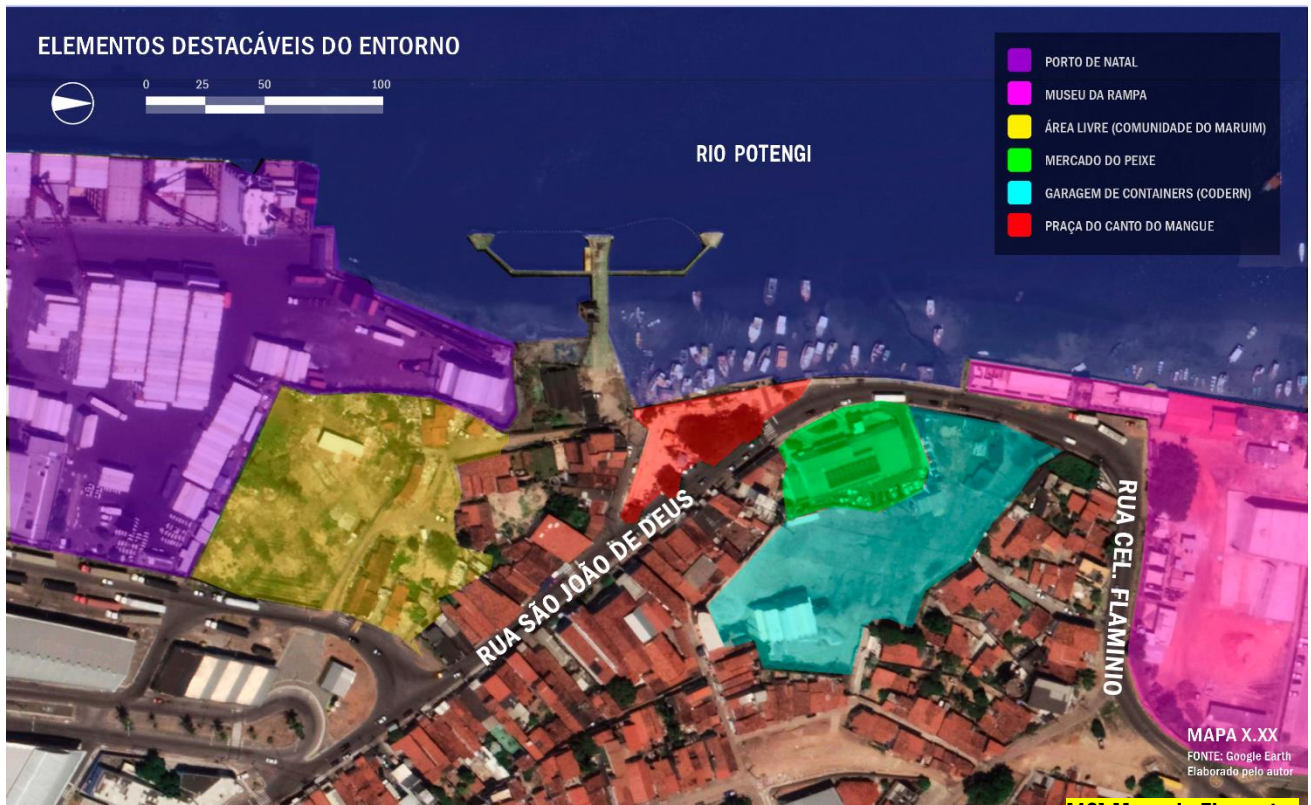 ELEMENTOS DESTACÁVEIS DO ENTORNO
0 25 50 100
PORTO DE NATAL
MUSEU DA RAMPA
ÁREA LIVRE (COMUNIDADE DO MARUIM)
MERCADO DO PEIXE
GARAGEM DE CONTAINERS (CODERN)
PRAÇA DO CANTO DO MANGUE
RIO POTENGI
RUA SÃO JOÃO DE DEUS
RUA CEL. FLAMINIO
MAPA X.XX
FONTE: Google Earth
Elaborado pelo autor